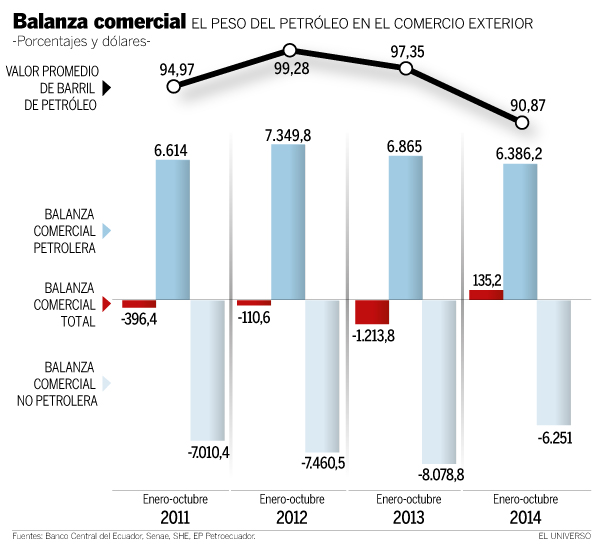 Balanza comercial EL PESO DEL PETRÓLEO EN EL COMERCIO EXTERIOR
-Porcentajes y dólares-
VALOR PROMEDIO
DE BARRIL
DE PETRÓLEO
94,97
99,28
97,35
90,87
6.614
7.349,8
6.865
6.386,2
BALANZA
COMERCIAL
PETROLERA
BALANZA
COMERCIAL
TOTAL
-396,4
-110,6
-1.213,8
135,2
BALANZA
COMERCIAL
NO PETROLERA
-7.010,4
-7.460,5
-8.078,8
-6.251
Enero-octubre
2011
Enero-octubre
2012
Enero-octubre
2013
Enero-octubre
2014
Fuentes: Banco Central del Ecuador, Senae, SHE, EP Petroecuador.
EL UNIVERSO